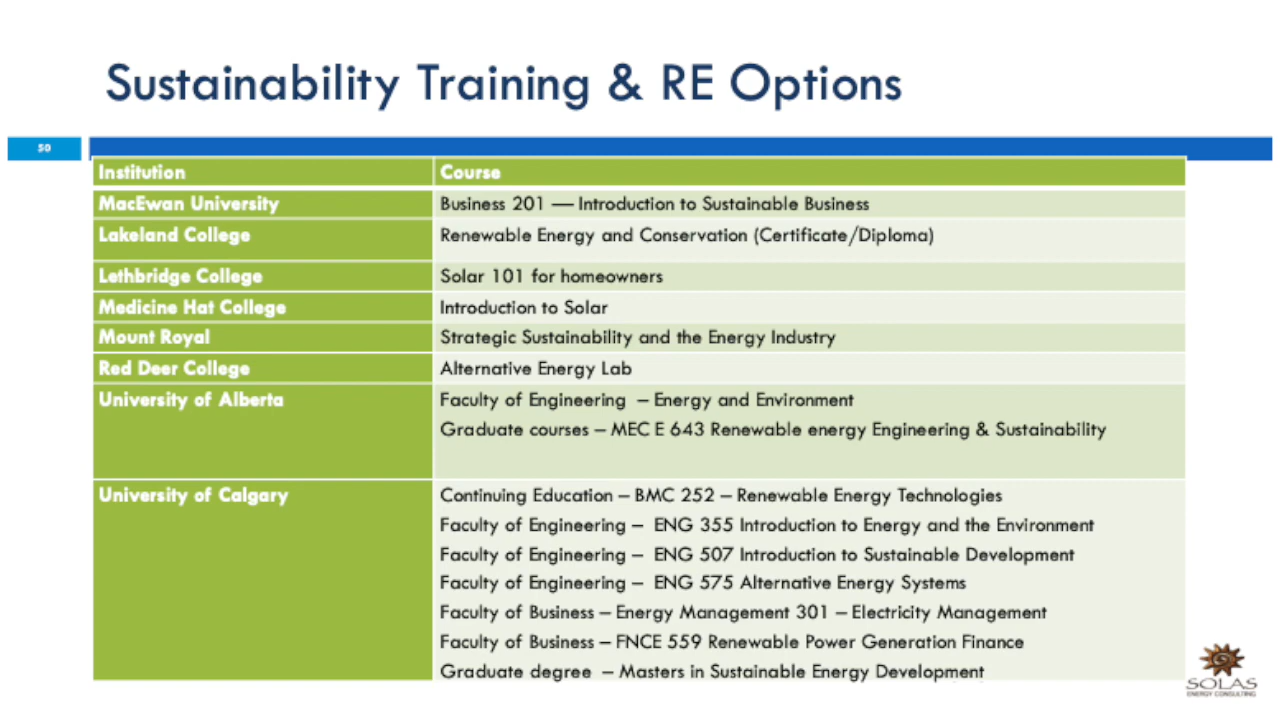 Sustainability Training & RE Options
50
Institution Course
MacEwan University Business 201 — Introduction to Sustainable Business
Lakeland College Renewable Energy and Conservation (Certificate/Diploma)
Lethbridge College Solar 101 for homeowners
Medicine Hat College Introduction to Solar
Mount Royal Strategic Sustainability and the Energy Industry
Red Deer College Alternative Energy Lab
University of Alberta Faculty of Engineering – Energy and Environment
Graduate courses – MEC E 643 Renewable energy Engineering & Sustainability
University of Calgary Continuing Education – BMC 252 – Renewable Energy Technologies
Faculty of Engineering – ENG 355 Introduction to Energy and the Environment
Faculty of Engineering – ENG 507 Introduction to Sustainable Development
Faculty of Engineering – ENG 575 Alternative Energy Systems
Faculty of Business – Energy Management 301 – Electricity Management
Faculty of Business – FNCE 559 Renewable Power Generation Finance
Graduate degree – Masters in Sustainable Energy Development
SOLAS
ENERGY CONSULTING